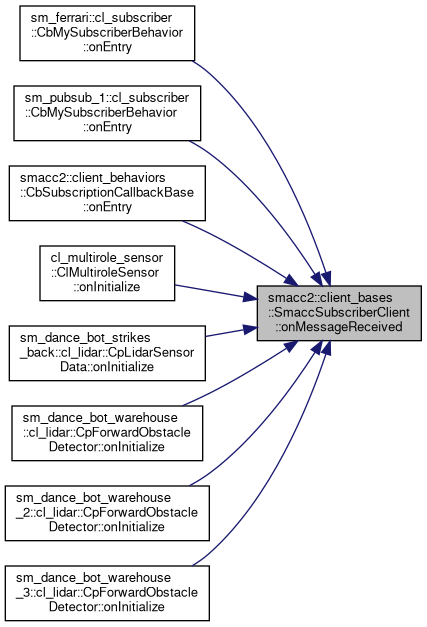 sm_ferrari::cl_subscriber
::CbMySubscriberBehavior
::onEntry
sm_pubsub_1::cl_subscriber
::CbMySubscriberBehavior
::onEntry
smacc2::client_behaviors
::CbSubscriptionCallbackBase
::onEntry
cl_multirole_sensor
::ClMultiroleSensor
::onInitialize
smacc2::client_bases
::SmaccSubscriberClient
::onMessageReceived
sm_dance_bot_strikes
_back::cl_lidar::CpLidarSensor
Data::onInitialize
sm_dance_bot_warehouse
::cl_lidar::CpForwardObstacle
Detector::onInitialize
sm_dance_bot_warehouse
_2::cl_lidar::CpForwardObstacle
Detector::onInitialize
sm_dance_bot_warehouse
_3::cl_lidar::CpForwardObstacle
Detector::onInitialize